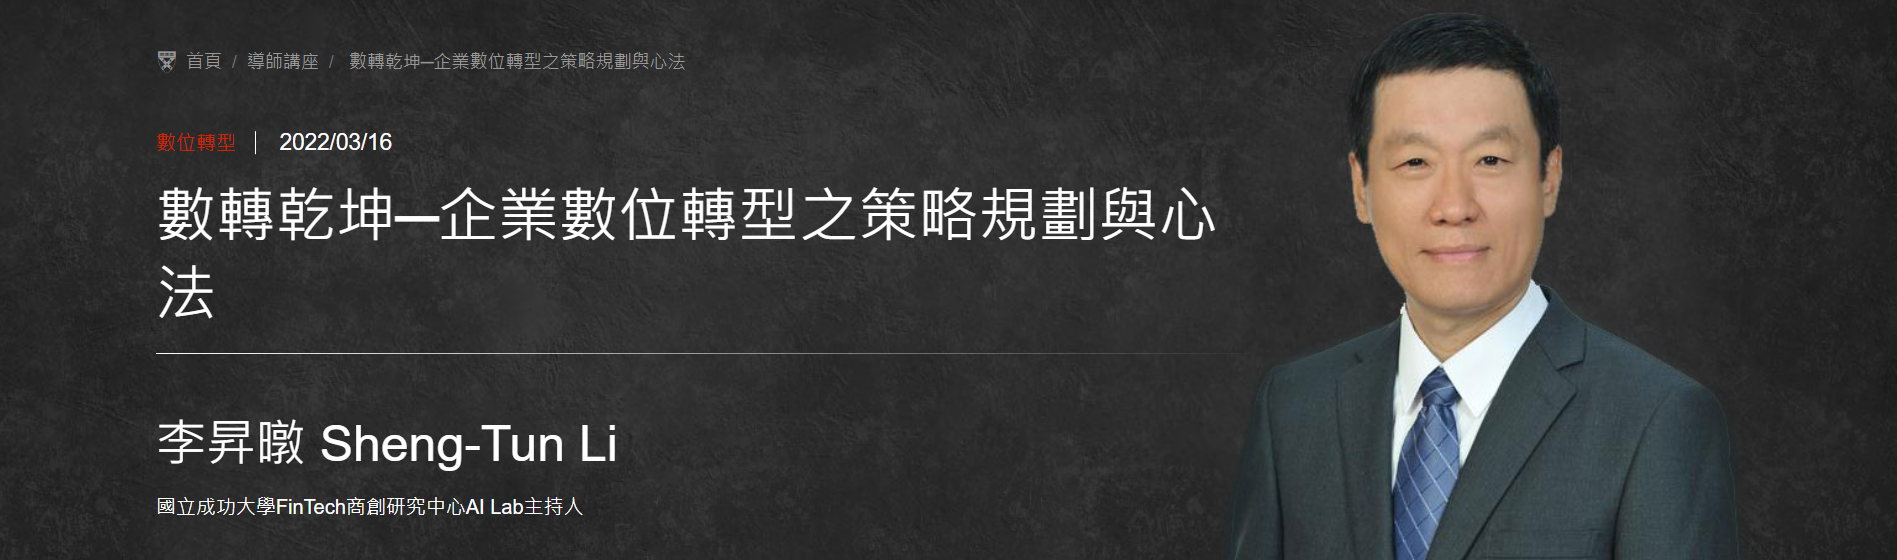 首頁 / 導師講座 / 數轉乾坤—企業數位轉型之策略規劃與心法
數位轉型 | 2022/03/16
數轉乾坤—企業數位轉型之策略規劃與心
法
李昇暾 Sheng-Tun Li
國立成功大學FinTech商創研究中心AI Lab主持人